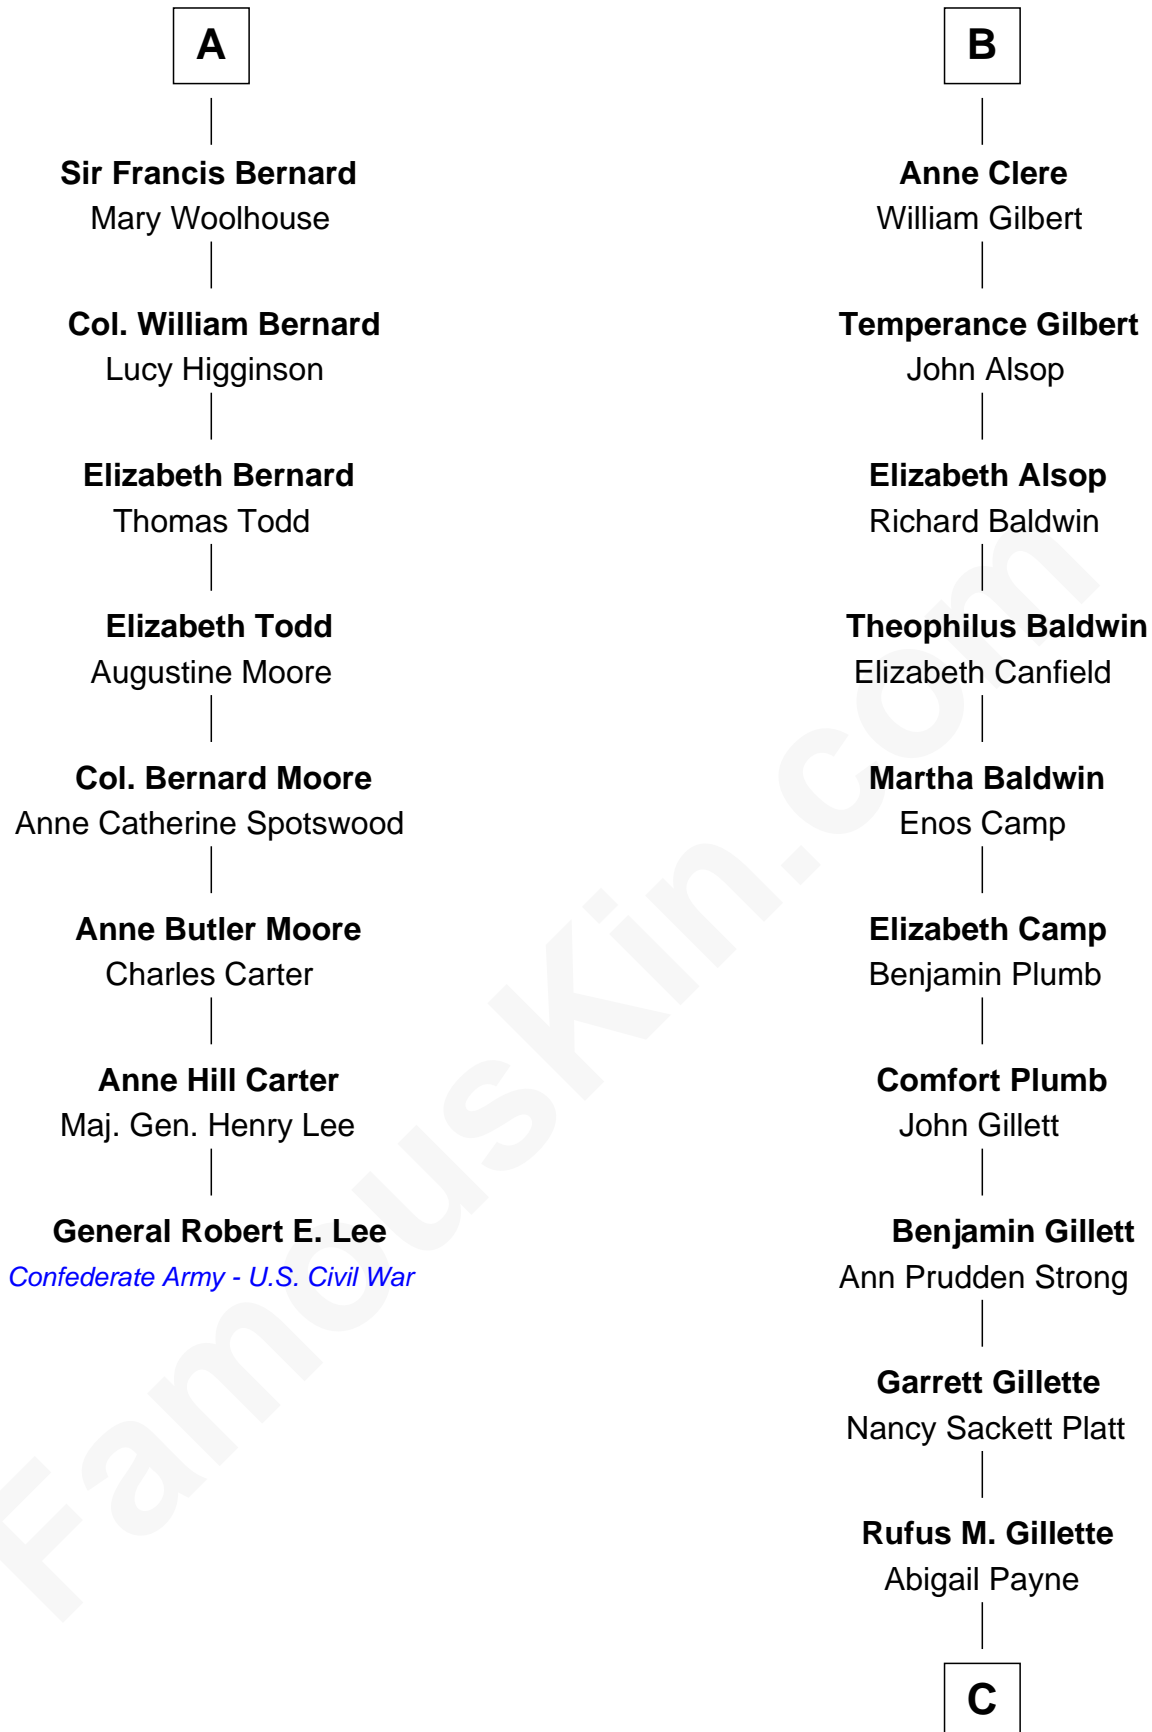 A
Sir Francis Bernard
Mary Woolhouse
Col. William Bernard
Lucy Higginson
Elizabeth Bernard
Thomas Todd
Elizabeth Todd
Augustine Moore
Col. Bernard Moore
Anne Catherine Spotswood
Anne Butler Moore
Charles Carter
Anne Hill Carter
Maj. Gen. Henry Lee
General Robert E. Lee
Confederate Army - U.S. Civil War
B
Anne Clere
William Gilbert
Temperance Gilbert
John Alsop
Elizabeth Alsop
Richard Baldwin
Theophilus Baldwin
Elizabeth Canfield
Martha Baldwin
Enos Camp
Elizabeth Camp
Benjamin Plumb
Comfort Plumb
John Gillett
Benjamin Gillett
Ann Prudden Strong
Garrett Gillette
Nancy Sackett Platt
Rufus M. Gillette
Abigail Payne
C
FamousKin.com